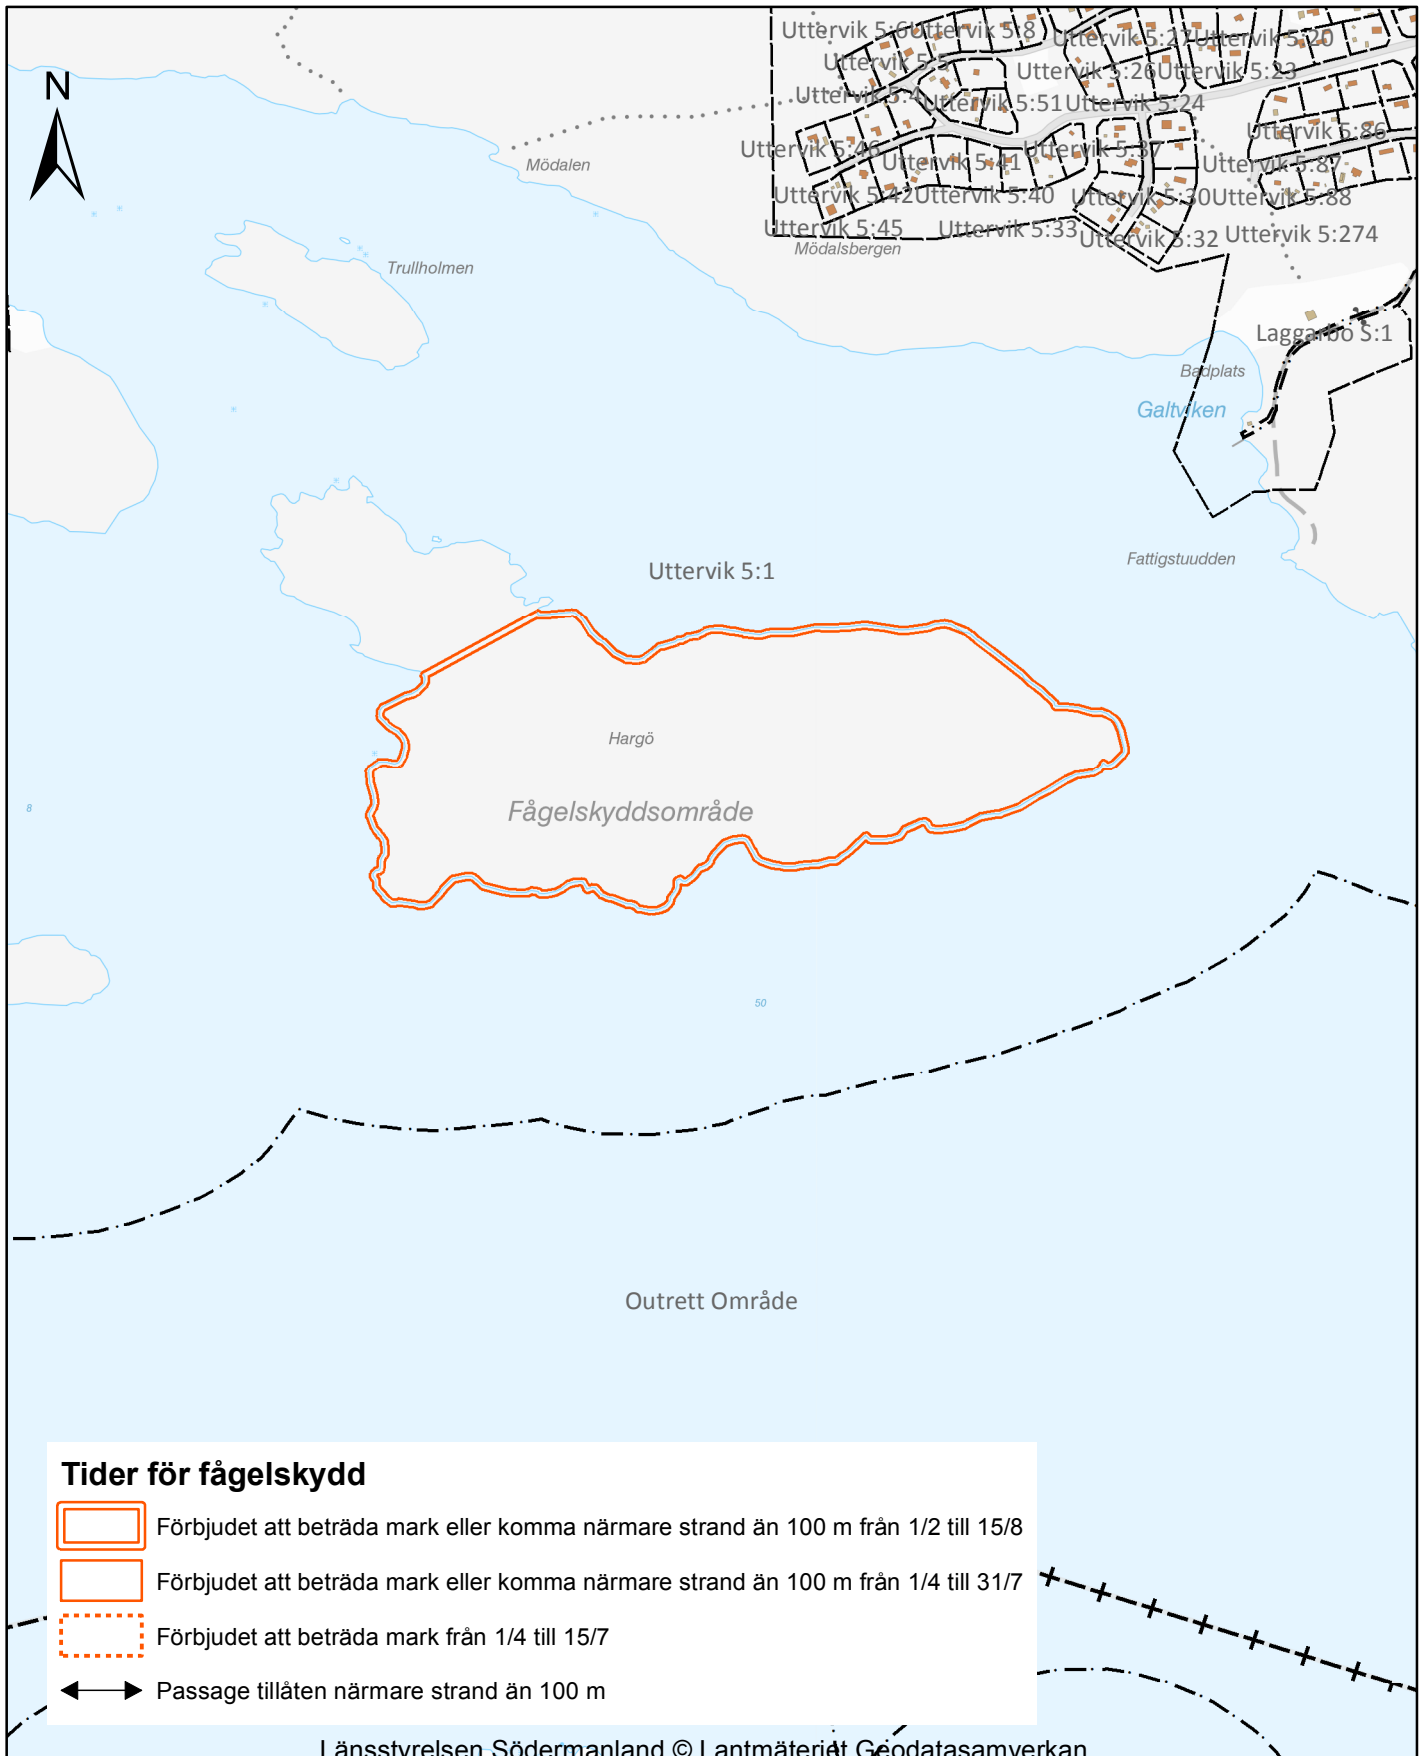 Uttervik 5:6 Uttervik 5:8
Uttervik 5:27 Uttervik 5:20
Uttervik 5:5
Uttervik 5:26 Uttervik 5:23
Uttervik 5:4
Uttervik 5:51 Uttervik 5:24
N
Uttervik 5:86
Uttervik 5:46
Uttervik 5:37
Uttervik 5:41
Uttervik 5:87
Mödalen
Uttervik 5:42 Uttervik 5:40
Uttervik 5:30 Uttervik 5:88
Uttervik 5:45
Uttervik 5:33
Uttervik 5:32
Uttervik 5:274
Mödalsbergen
Trullholmen
Laggarbo S:1
Badplats
Galtviken
Fattigstuudden
Uttervik 5:1
Hargö
8
Fågelskyddsområde
50
Outrett Område
Tider för fågelskydd
Förbjudet att beträda mark eller komma närmare strand än 100 m från 1/2 till 15/8
Förbjudet att beträda mark eller komma närmare strand än 100 m från 1/4 till 31/7
Förbjudet att beträda mark från 1/4 till 15/7
Passage tillåten närmare strand än 100 m
Länsstyrelsen Södermanland © Lantmäteriet Geodatasamverkan